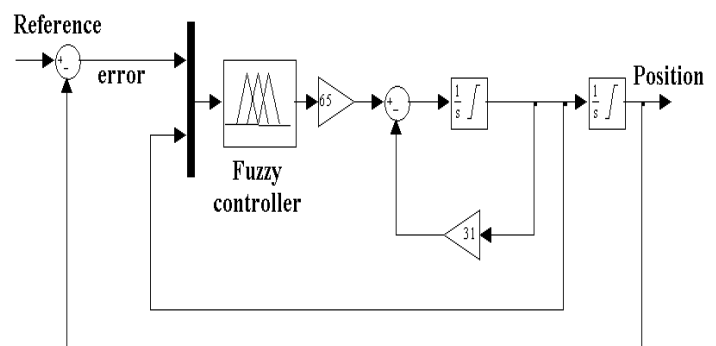 Reference
+
-
error
Fuzzy
controller
65
+
-
1
s
1
s
Position
31